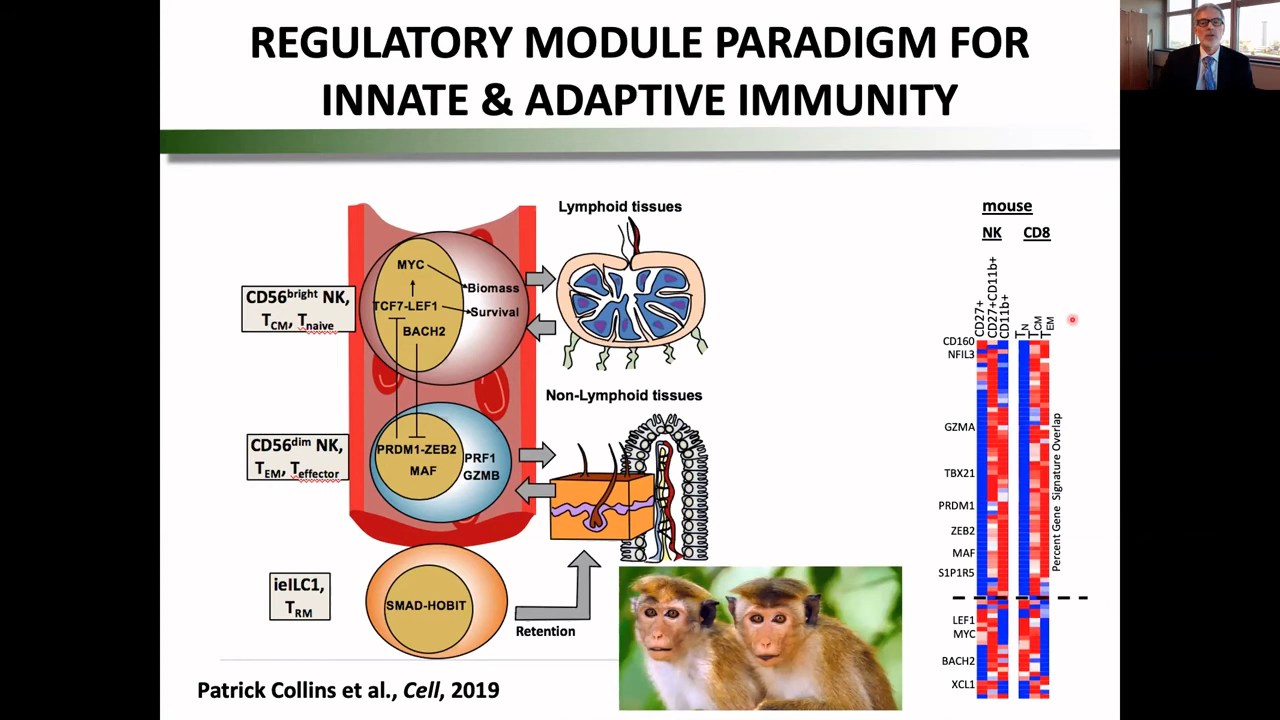 REGULATORY MODULE PARADIGM FOR
INNATE & ADAPTIVE IMMUNITY
Lymphoid tissues
MYC
Biomass
TCF7-LEF1
Survival
BACH2
CD56bright NK,
TCM, Tnaive
Non-Lymphoid tissues
CD56dim NK,
TEM, Teffector
PRDM1-ZEB2
MAF
PRF1
GZMB
ieILC1,
TRM
SMAD-HOBIT
Retention
Patrick Collins et al., Cell, 2019
mouse
NK
CD8
CD27+
CD27+CD11b+
CD11b+
TN
TCM
TEM
CD160
NFIL3
GZMA
TBX21
PRDM1
ZEB2
MAF
S1P1R5
LEF1
MYC
BACH2
XCL1
Percent Gene Signature Overlap